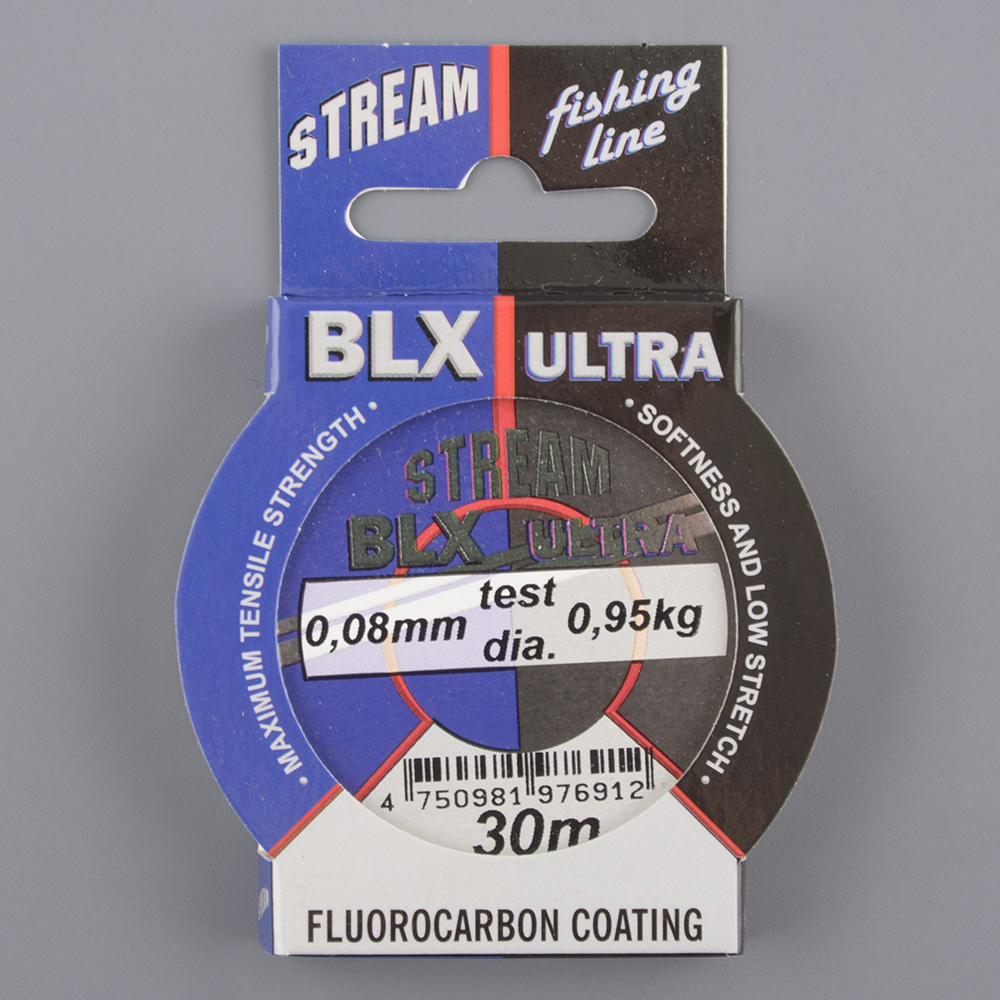 STREAM
fishing
line
BLX ULTRA
• MAXIMUM TENSILE STRENGTH •
• SOFTNESS AND LOW STRETCH •
STREAM
BLX ULTRA
test
0,08mm 0,95kg
dia.
4 750981 976912
30m
FLUOROCARBON COATING